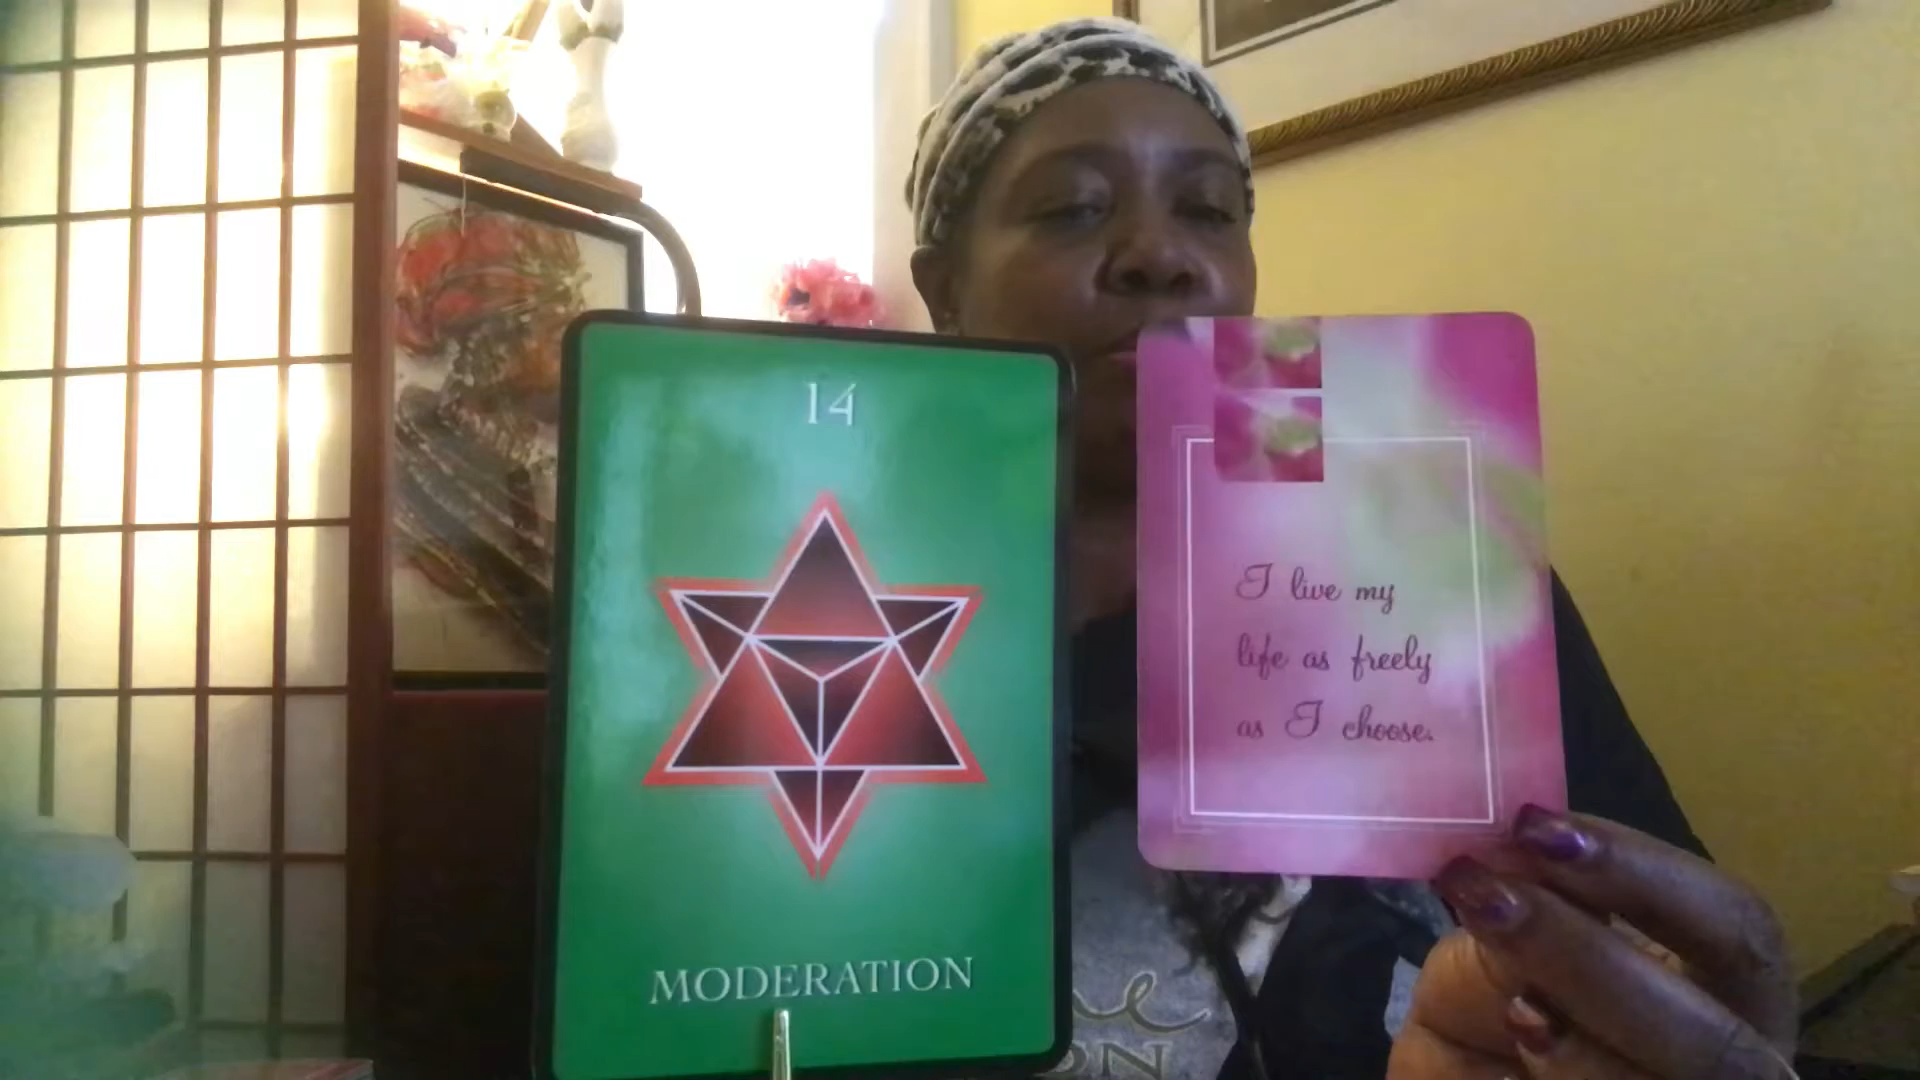 14
MODERATION
I live my
life as freely
as I choose.